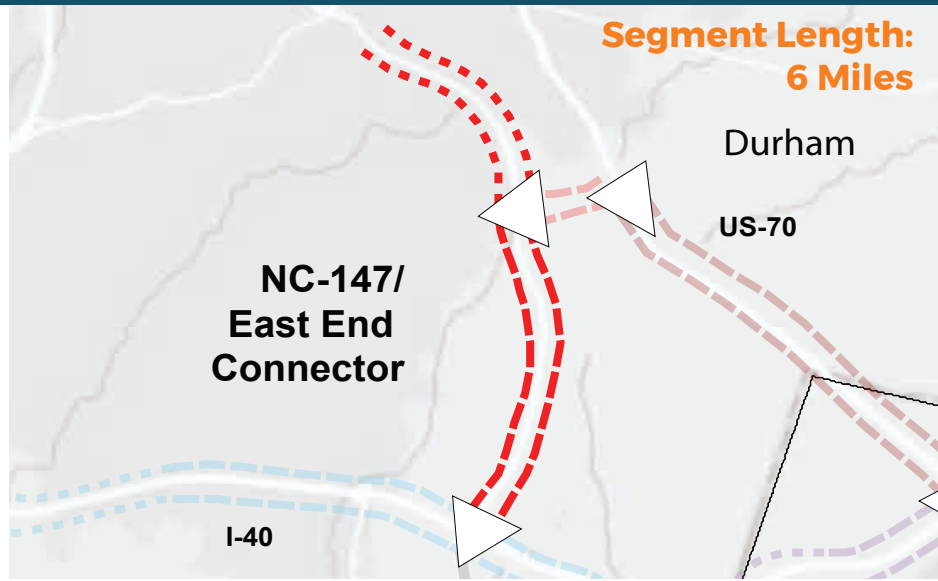 Segment Length:
6 Miles
Durham
US-70
NC-147/
East End
Connector
I-40